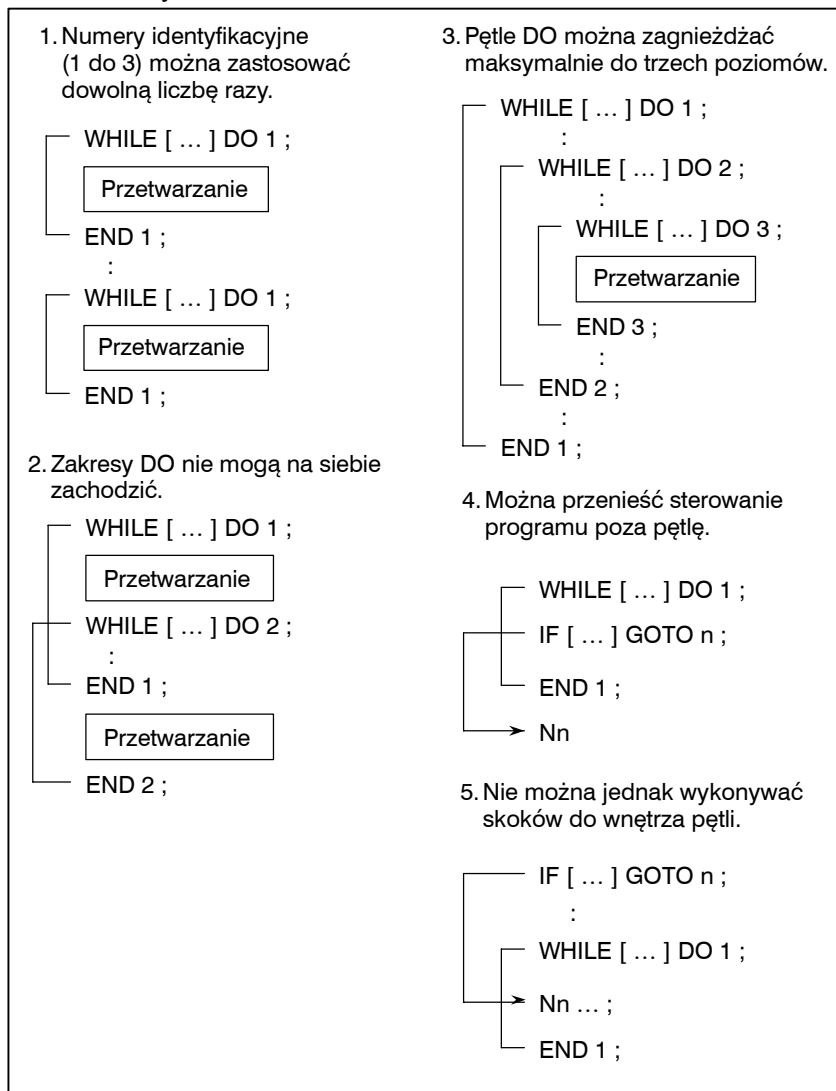 1. Numery identyfikacyjne
(1 do 3) można zastosować
dowolną liczbę razy.
WHILE [ … ] DO 1 ;
Przetwarzanie
END 1 ;
:
WHILE [ … ] DO 1 ;
Przetwarzanie
END 1 ;
2. Zakresy DO nie mogą na siebie
zachodzić.
WHILE [ … ] DO 1 ;
Przetwarzanie
WHILE [ … ] DO 2 ;
:
END 1 ;
Przetwarzanie
END 2 ;
3. Pętle DO można zagnieżdżać
maksymalnie do trzech poziomów.
WHILE [ … ] DO 1 ;
:
WHILE [ … ] DO 2 ;
:
WHILE [ … ] DO 3 ;
Przetwarzanie
END 3 ;
:
END 2 ;
:
END 1 ;
4. Można przenieść sterowanie
programu poza pętlę.
WHILE [ … ] DO 1 ;
IF [ … ] GOTO n ;
END 1 ;
Nn
5. Nie można jednak wykonywać
skoków do wnętrza pętli.
IF [ … ] GOTO n ;
:
WHILE [ … ] DO 1 ;
Nn … ;
END 1 ;